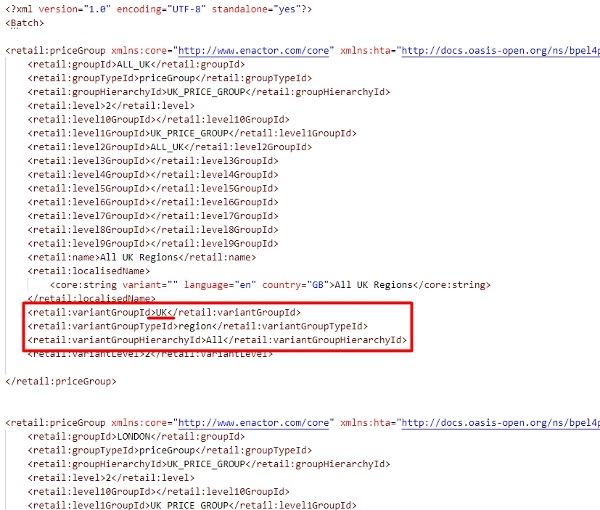 <?xml version="1.0" encoding="UTF-8" standalone="yes"?>
<Batch>
<retail:priceGroup xmlns:core="http://www.enactor.com/core" xmlns:hta="http://docs.oasis-open.org/ns/bpel4p
<retail:groupId>ALL_UK</retail:groupId>
<retail:groupTypeId>priceGroup</retail:groupTypeId>
<retail:groupHierarchyId>UK_PRICE_GROUP</retail:groupHierarchyId>
<retail:level>2</retail:level>
<retail:level10GroupId></retail:level10GroupId>
<retail:level1GroupId>UK_PRICE_GROUP</retail:level1GroupId>
<retail:level2GroupId>ALL_UK</retail:level2GroupId>
<retail:level3GroupId></retail:level3GroupId>
<retail:level4GroupId></retail:level4GroupId>
<retail:level5GroupId></retail:level5GroupId>
<retail:level6GroupId></retail:level6GroupId>
<retail:level7GroupId></retail:level7GroupId>
<retail:level8GroupId></retail:level8GroupId>
<retail:level9GroupId></retail:level9GroupId>
<retail:name>All UK Regions</retail:name>
<retail:localisedName>
<core:string variant="" language="en" country="GB">All UK Regions</core:string>
</retail:localisedName>
<retail:variantGroupId>UK</retail:variantGroupId>
<retail:variantGroupTypeId>region</retail:variantGroupTypeId>
<retail:variantGroupHierarchyId>All</retail:variantGroupHierarchyId>
<retail:variantLevel>2</retail:variantLevel>
</retail:priceGroup>
<retail:priceGroup xmlns:core="http://www.enactor.com/core" xmlns:hta="http://docs.oasis-open.org/ns/bpel4p
<retail:groupId>LONDON</retail:groupId>
<retail:groupTypeId>priceGroup</retail:groupTypeId>
<retail:groupHierarchyId>UK_PRICE_GROUP</retail:groupHierarchyId>
<retail:level>2</retail:level>
<retail:level10GroupId></retail:level10GroupId>
<retail:level1GroupId>UK_PRICE_GROUP</retail:level1GroupId>